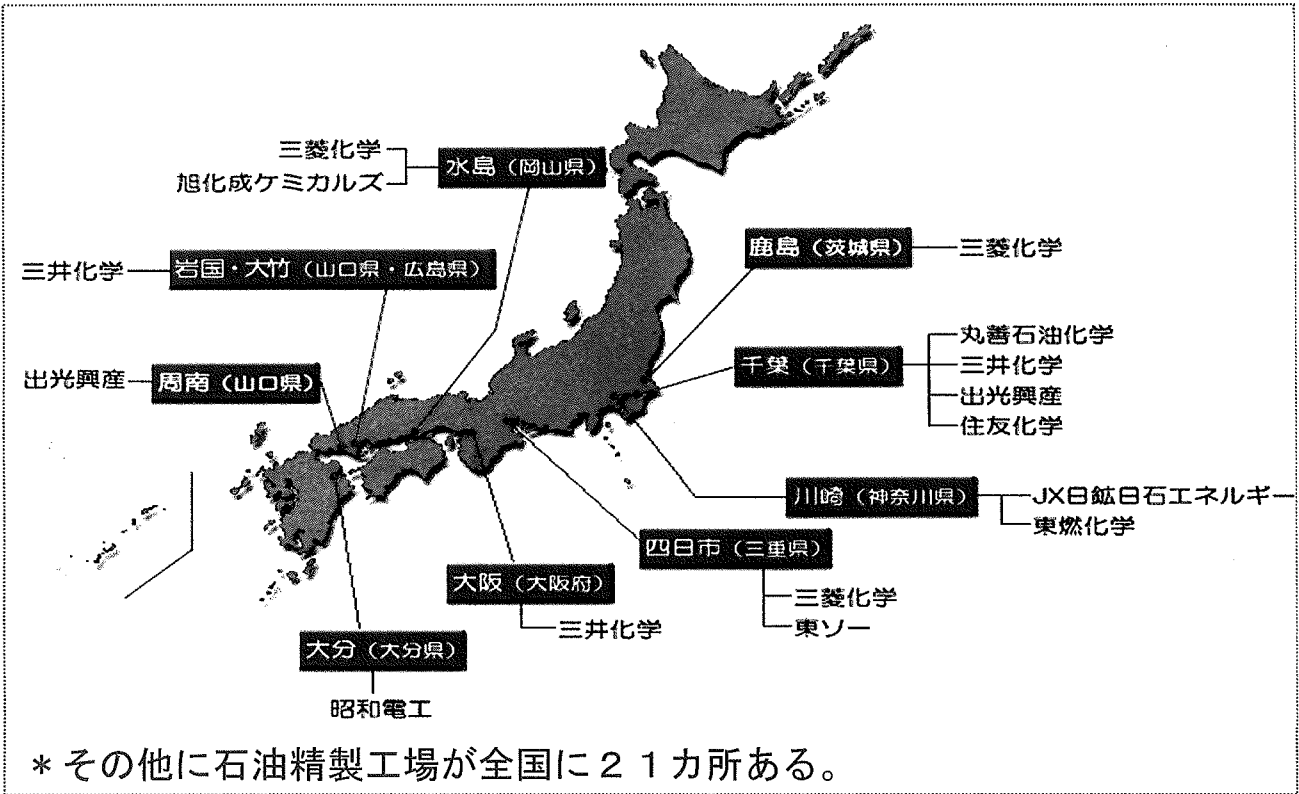 三菱化学
旭化成ケミカルズ
水島（岡山県）
鹿島（茨城県）
三菱化学
三井化学
岩国・大竹（山口県・広島県）
丸善石油化学
千葉（千葉県）
三井化学
出光興産
住友化学
出光興産
周南（山口県）
川崎（神奈川県）
JX日鉱日石エネルギー
東燃化学
四日市（三重県）
三菱化学
東ソー
大阪（大阪府）
三井化学
大分（大分県）
昭和電工
＊その他に石油精製工場が全国に２１カ所ある。